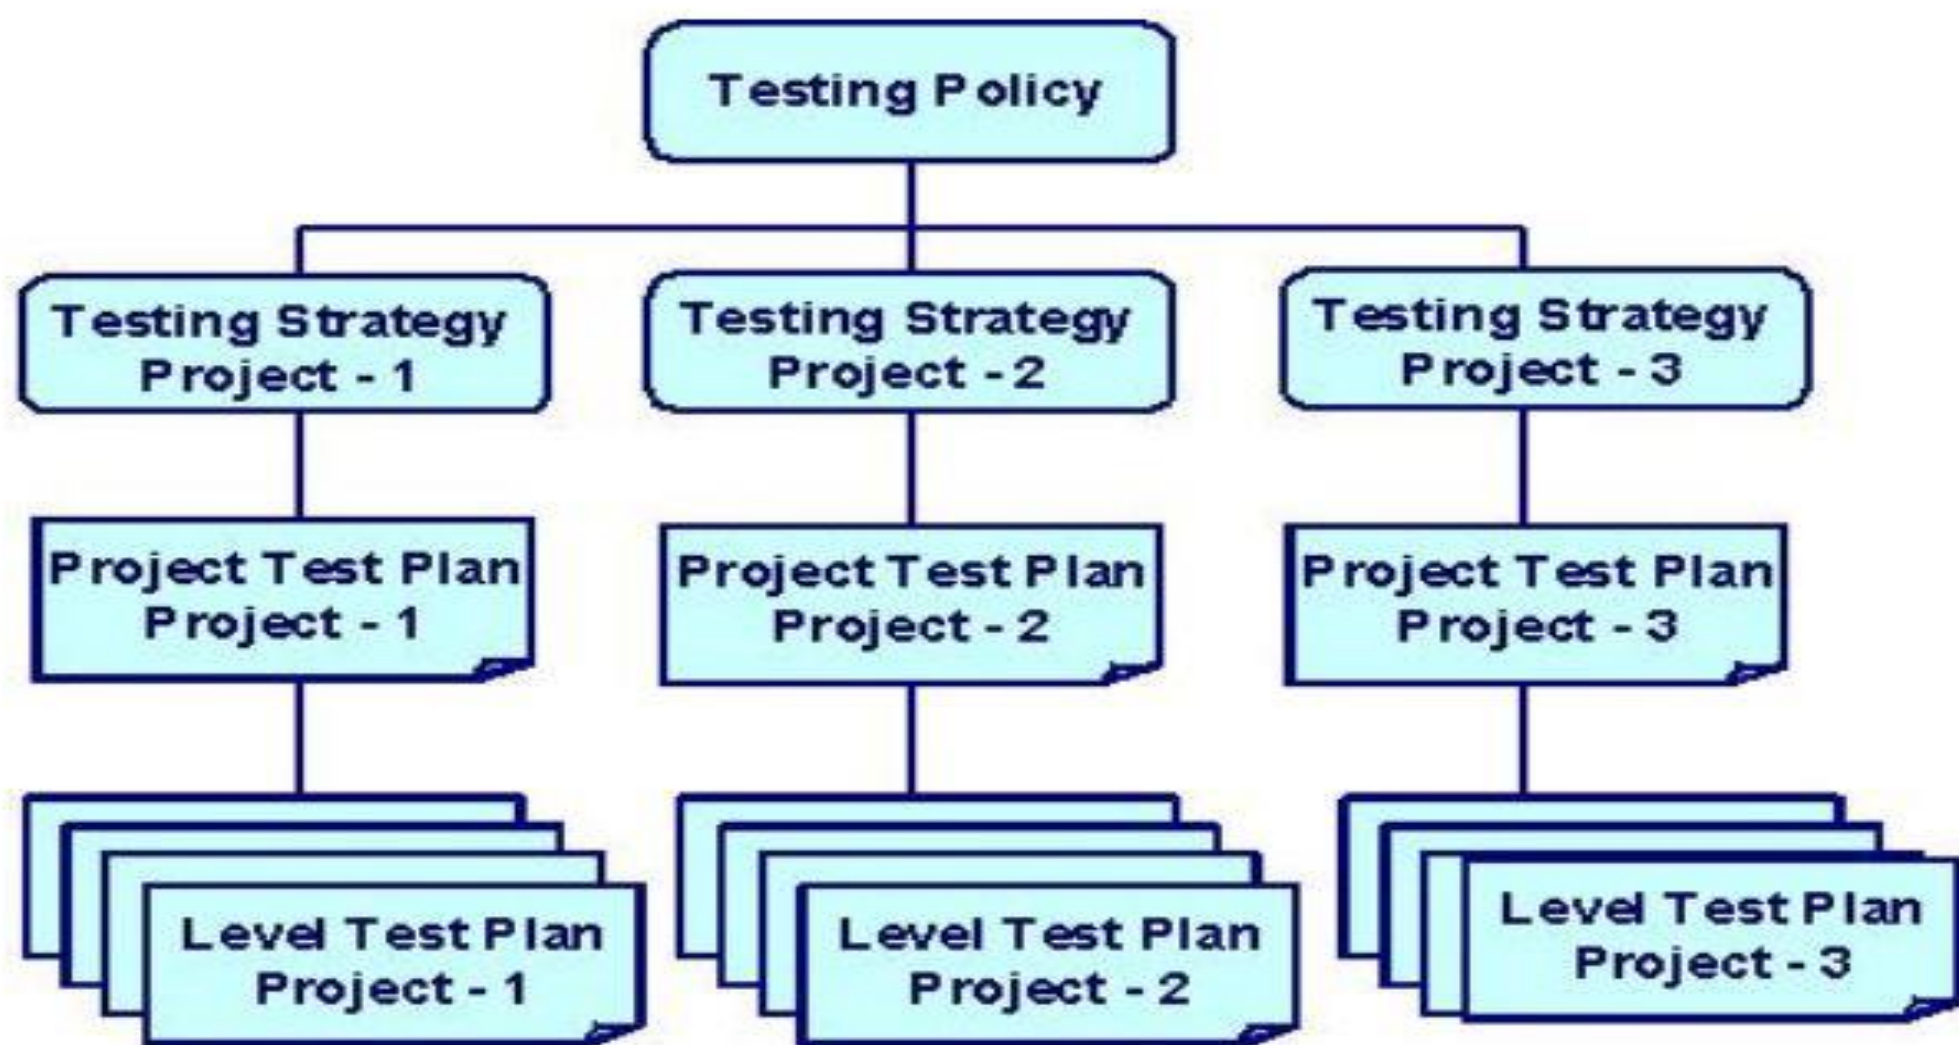 Testing Policy
Testing Strategy
Project - 1
Testing Strategy
Project - 2
Testing Strategy
Project - 3
Project Test Plan
Project - 1
Project Test Plan
Project - 2
Project Test Plan
Project - 3
Level Test Plan
Project - 1
Level Test Plan
Project - 2
Level Test Plan
Project - 3